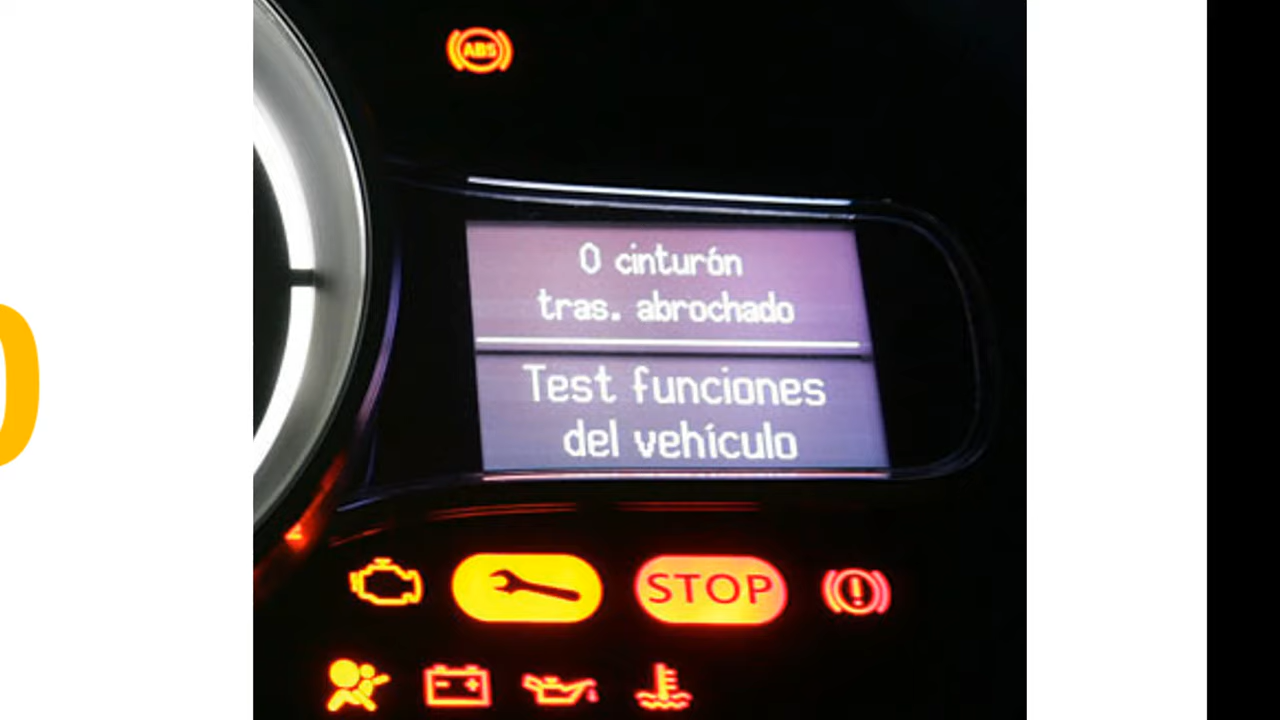 ABS
0 cinturón
tras. abrochado
Test funciones
del vehículo
STOP